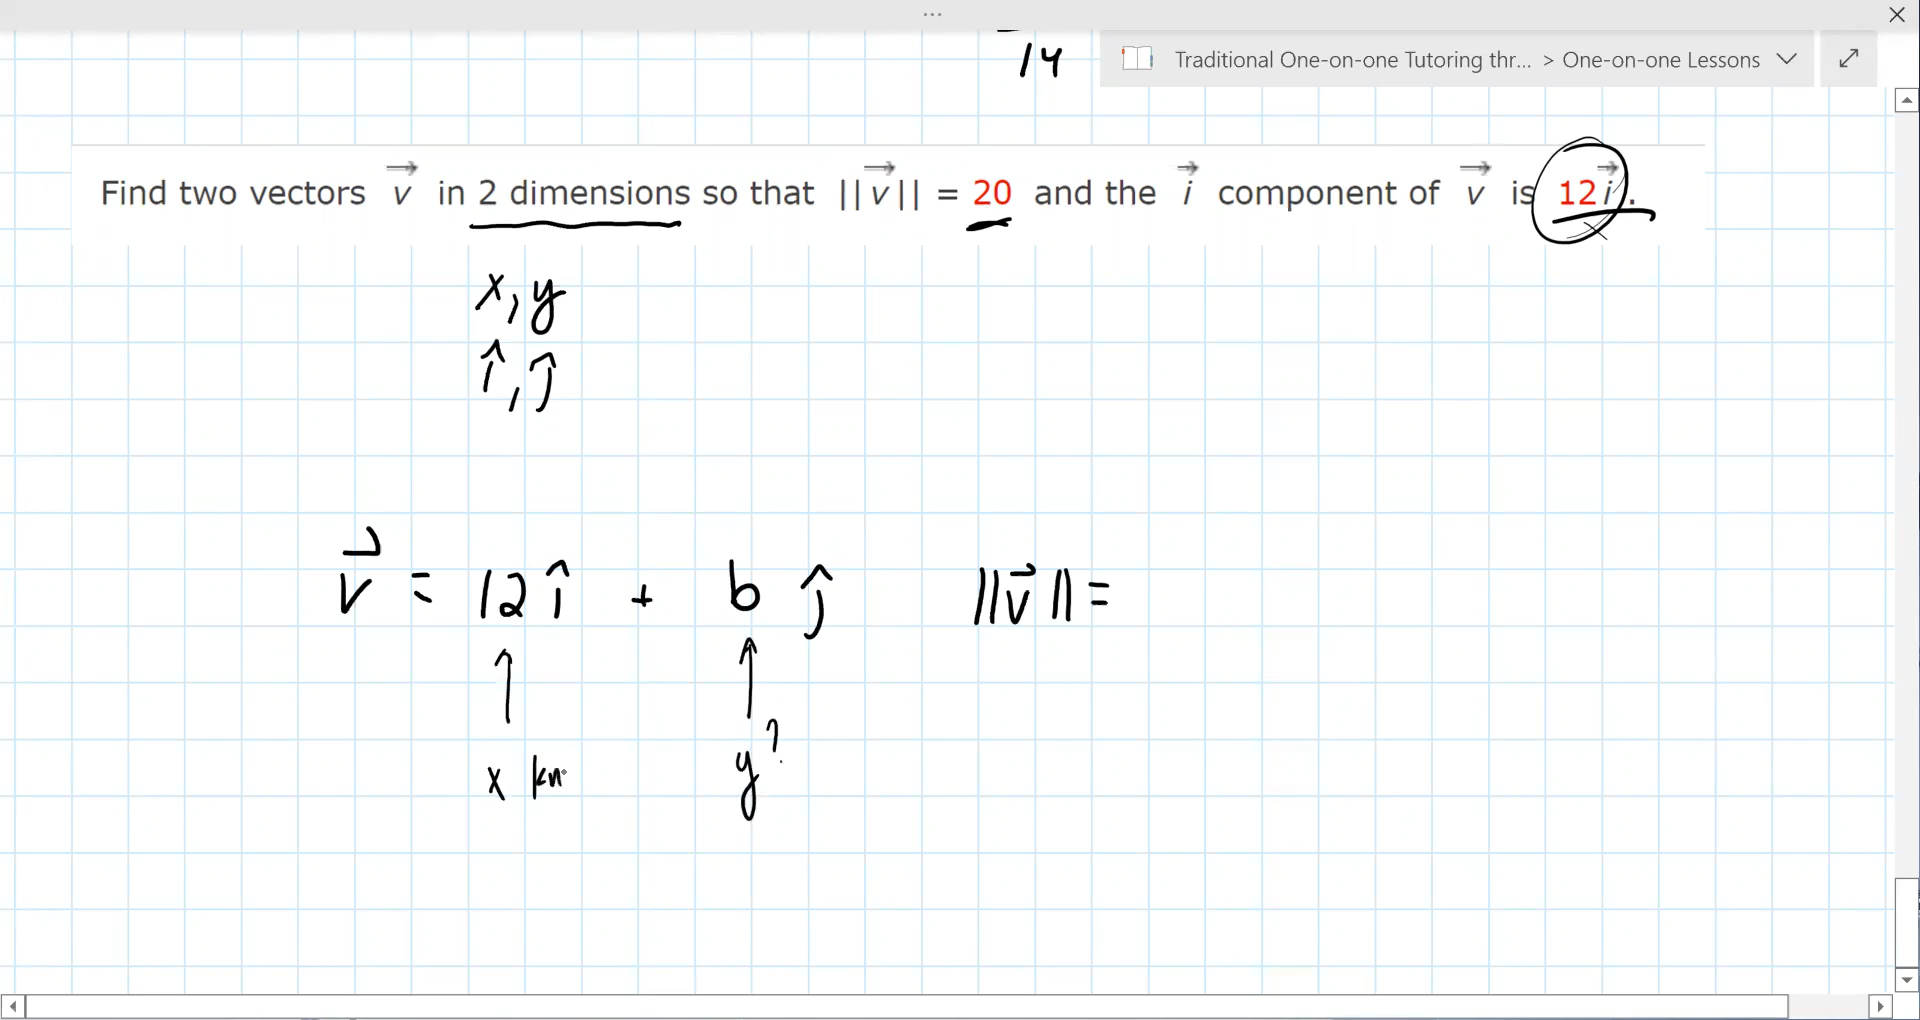 ...
14
Traditional One-on-one Tutoring thr... > One-on-one Lessons
Find two vectors v⃗ in 2 dimensions so that ||v⃗|| = 20 and the i⃗ component of v⃗ is 12i⃗.
x, y
î, ĵ
v⃗ = 12î + b ĵ ||v⃗|| =
x kn y?